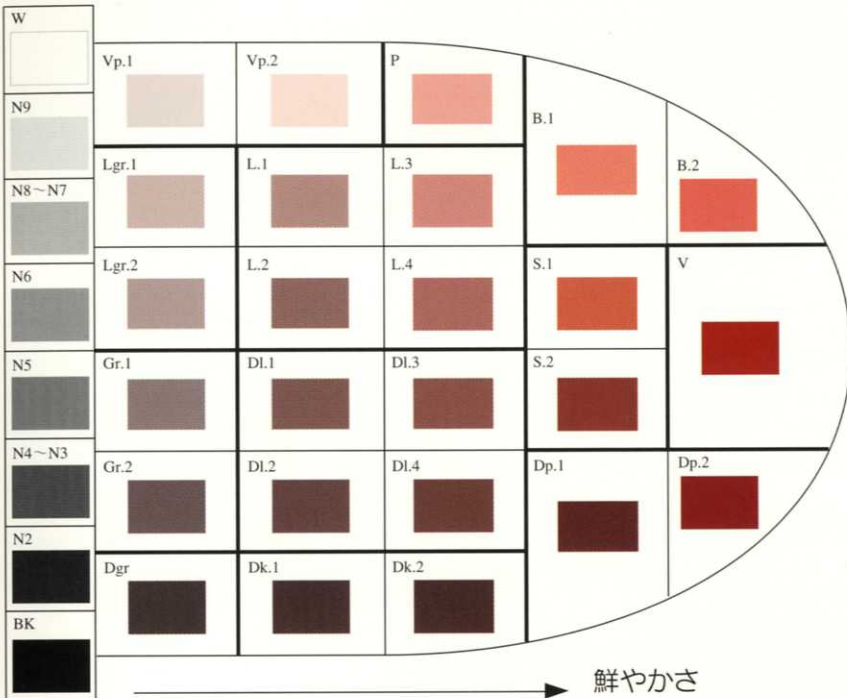 W
N9
N8～N7
N6
N5
N4～N3
N2
BK
Vp.1 Vp.2 P
B.1 B.2
Lgr.1 L.1 L.3
Lgr.2 L.2 L.4 S.1 V
Gr.1 Dl.1 Dl.3 S.2
Gr.2 Dl.2 Dl.4 Dp.1 Dp.2
Dgr Dk.1 Dk.2
鮮やかさ